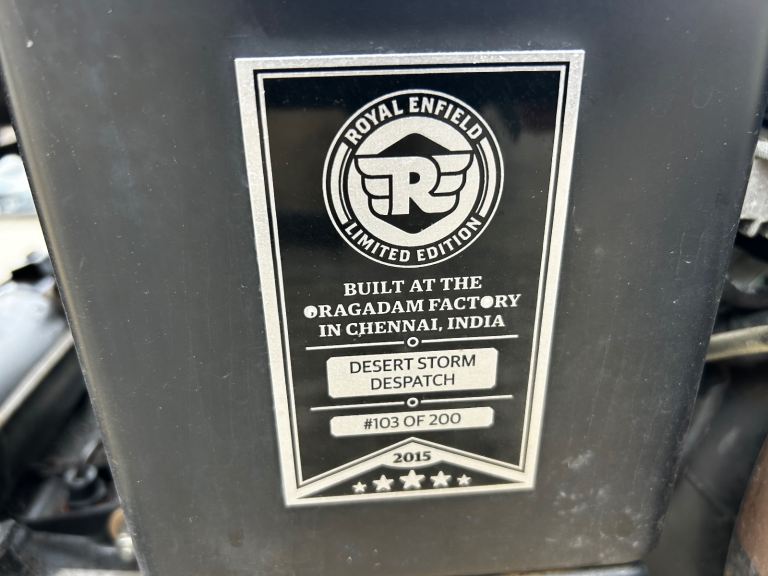 ROYAL ENFIELD
R
LIMITED EDITION
BUILT AT THE
ORAGADAM FACTORY
IN CHENNAI, INDIA
DESERT STORM
DESPATCH
#103 OF 200
2015